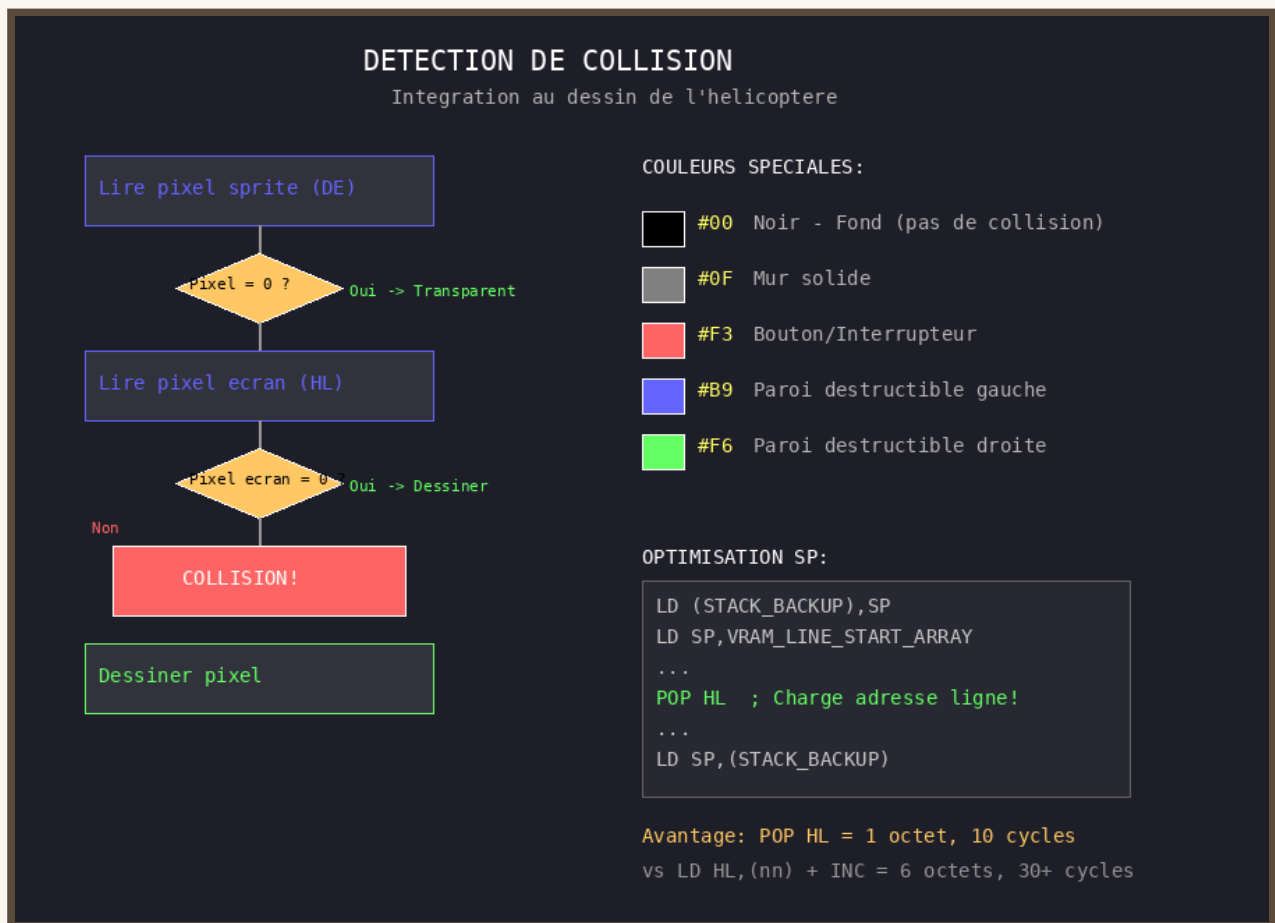 DETECTION DE COLLISION
Integration au dessin de l'helicoptere
Lire pixel sprite (DE)
Pixel = 0 ?
Oui -> Transparent
Lire pixel ecran (HL)
Pixel ecran = 0 ?
Oui -> Dessiner
Non
COLLISION!
Dessiner pixel
COULEURS SPECIALES:
#00 Noir - Fond (pas de collision)
#0F Mur solide
#F3 Bouton/Interrupteur
#B9 Paroi destructible gauche
#F6 Paroi destructible droite
OPTIMISATION SP:
LD (STACK_BACKUP),SP
LD SP,VRAM_LINE_START_ARRAY
...
POP HL  ; Charge adresse ligne!
...
LD SP,(STACK_BACKUP)
Avantage: POP HL = 1 octet, 10 cycles
vs LD HL,(nn) + INC = 6 octets, 30+ cycles